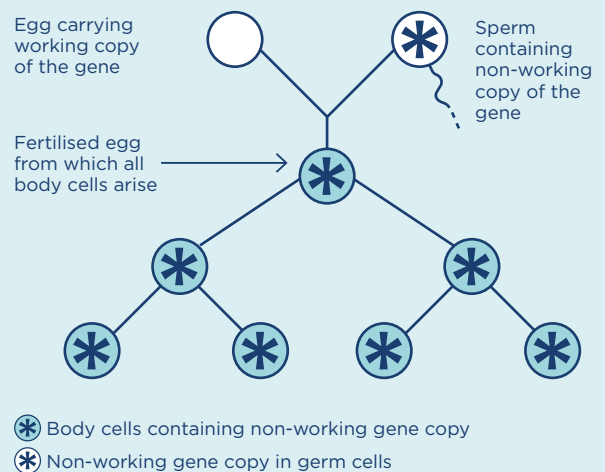 Egg carrying
working copy
of the gene
Sperm
containing
non-working
copy of the
gene
Fertilised egg
from which all
body cells arise
Body cells containing non-working gene copy
Non-working gene copy in germ cells